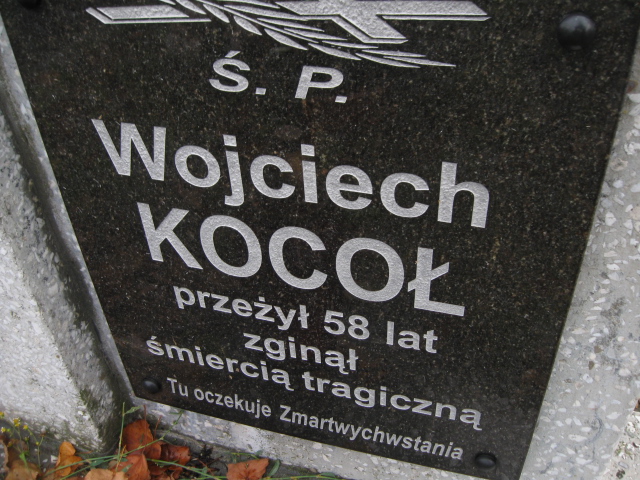 Ś. P.
Wojciech
KOCOŁ
przeżył 58 lat
zginął
śmiercią tragiczną
Tu oczekuje Zmartwychwstania